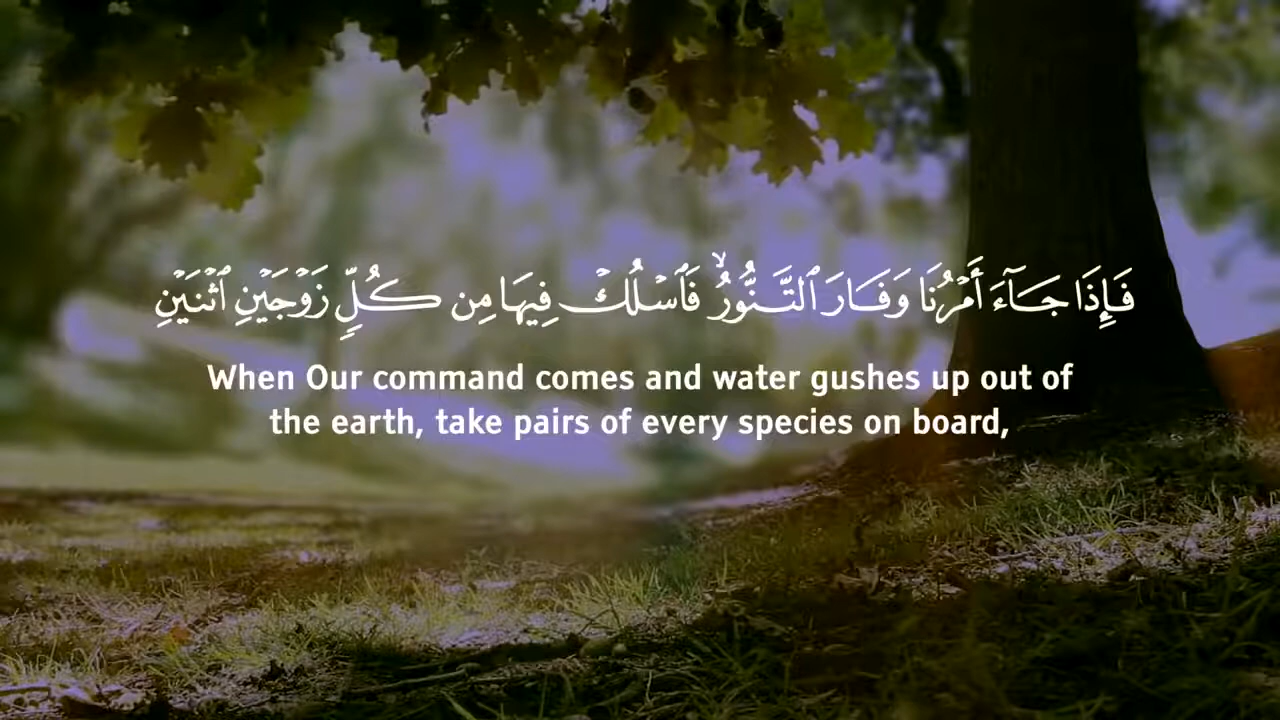 فَإِذَا جَآءَ أَمْرُنَا وَفَارَ ٱلتَّنُّورُ ۙ فَٱسْلُكْ فِيهَا مِن كُلٍّ زَوْجَيْنِ ٱثْنَيْنِ
When Our command comes and water gushes up out of
the earth, take pairs of every species on board,